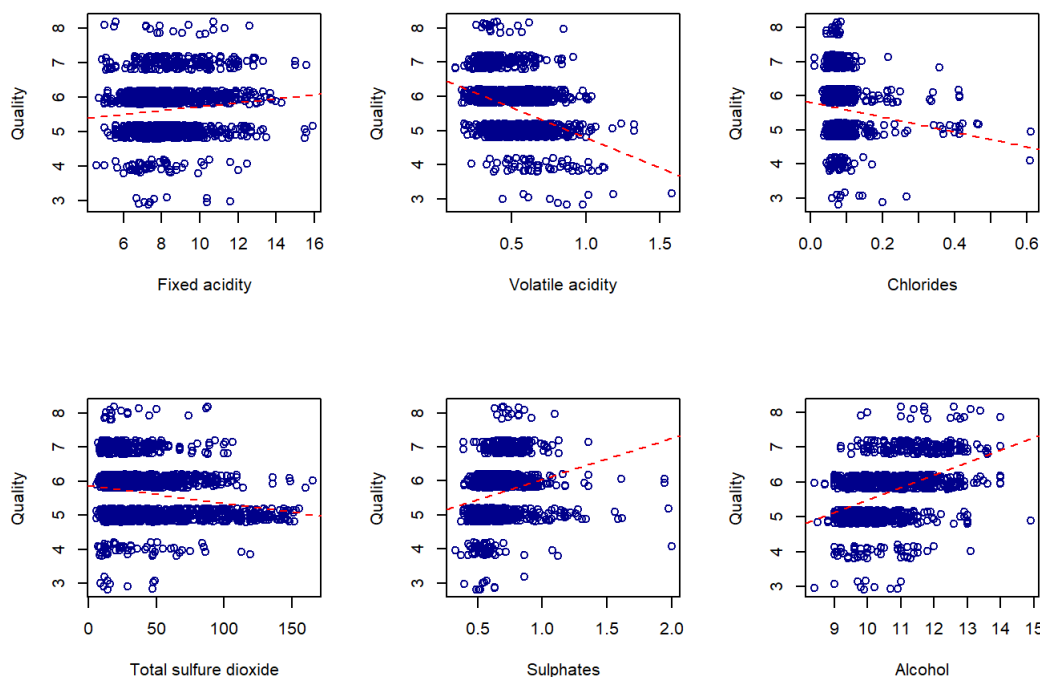 Quality
8
7
6
5
4
3
6 8 10 12 14 16
Fixed acidity
Quality
8
7
6
5
4
3
0.5 1.0 1.5
Volatile acidity
Quality
8
7
6
5
4
3
0.0 0.2 0.4 0.6
Chlorides
Quality
8
7
6
5
4
3
0 50 100 150
Total sulfure dioxide
Quality
8
7
6
5
4
3
0.5 1.0 1.5 2.0
Sulphates
Quality
8
7
6
5
4
3
9 10 11 12 13 14 15
Alcohol